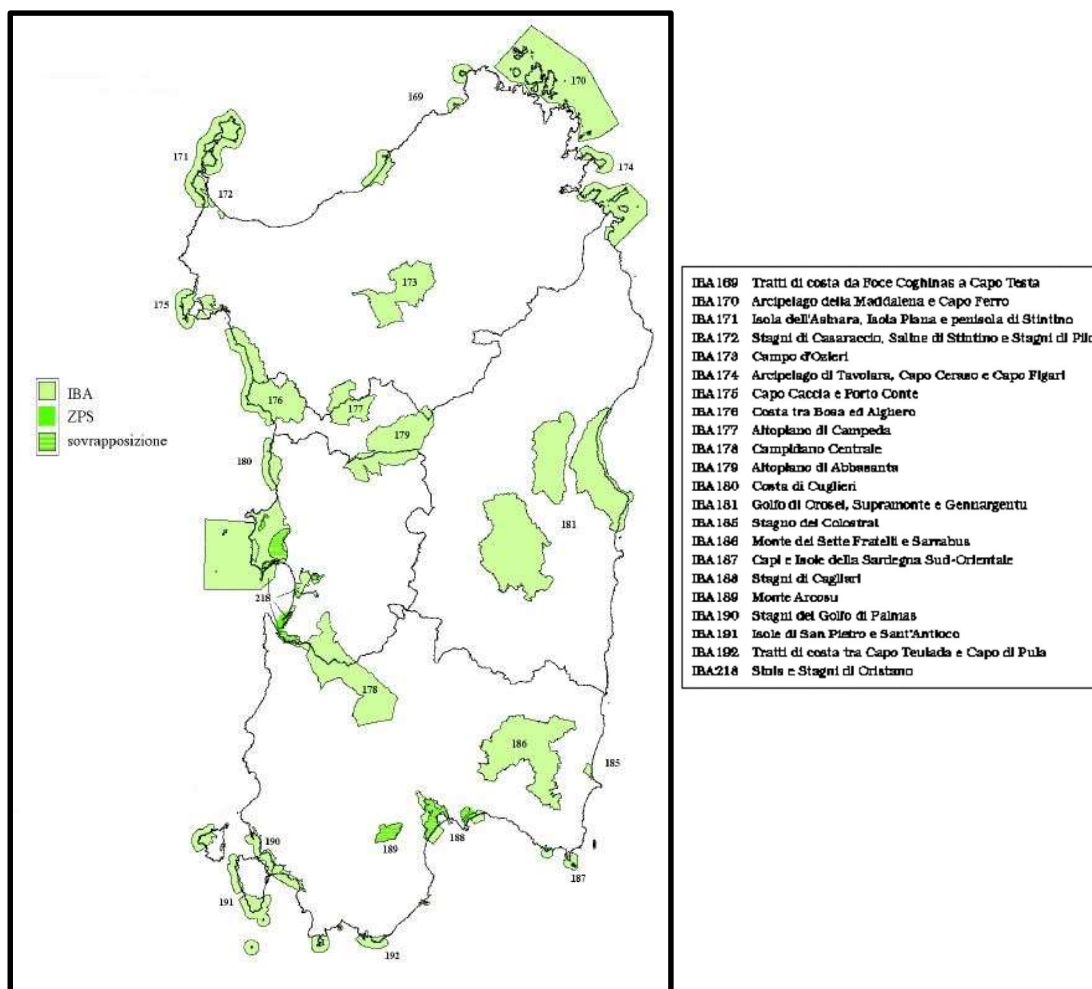 170
169
171
174
172
173
175
176
177
179
180
181
218
178
186
185
188
189
190
187
191
192
IBA
ZPS
sovrapposizione
IBA169 Tratti di costa da Foce Coghinas a Capo Testa
IBA170 Arcipelago della Maddalena e Capo Ferro
IBA171 Isola dell'Asinara, Isola Piana e penisola di Stintino
IBA172 Stagni di Casaraccio, Saline di Stintino e Stagni di Pilo
IBA173 Campo d'Ozieri
IBA174 Arcipelago di Tavolara, Capo Ceraso e Capo Figari
IBA175 Capo Caccia e Porto Conte
IBA176 Costa tra Bosa ed Alghero
IBA177 Altopiano di Campeda
IBA178 Campidano Centrale
IBA179 Altopiano di Abbasanta
IBA180 Costa di Cuglieri
IBA181 Golfo di Orosei, Supramonte e Gennargentu
IBA185 Stagno dei Colostrai
IBA186 Monte dei Sette Fratelli e Sarrabus
IBA187 Capi e Isole della Sardegna Sud-Orientale
IBA188 Stagni di Cagliari
IBA189 Monte Arcosu
IBA190 Stagni del Golfo di Palmas
IBA191 Isole di San Pietro e Sant'Antioco
IBA192 Tratti di costa tra Capo Teulada e Capo di Pula
IBA218 Sinis e Stagni di Oristano